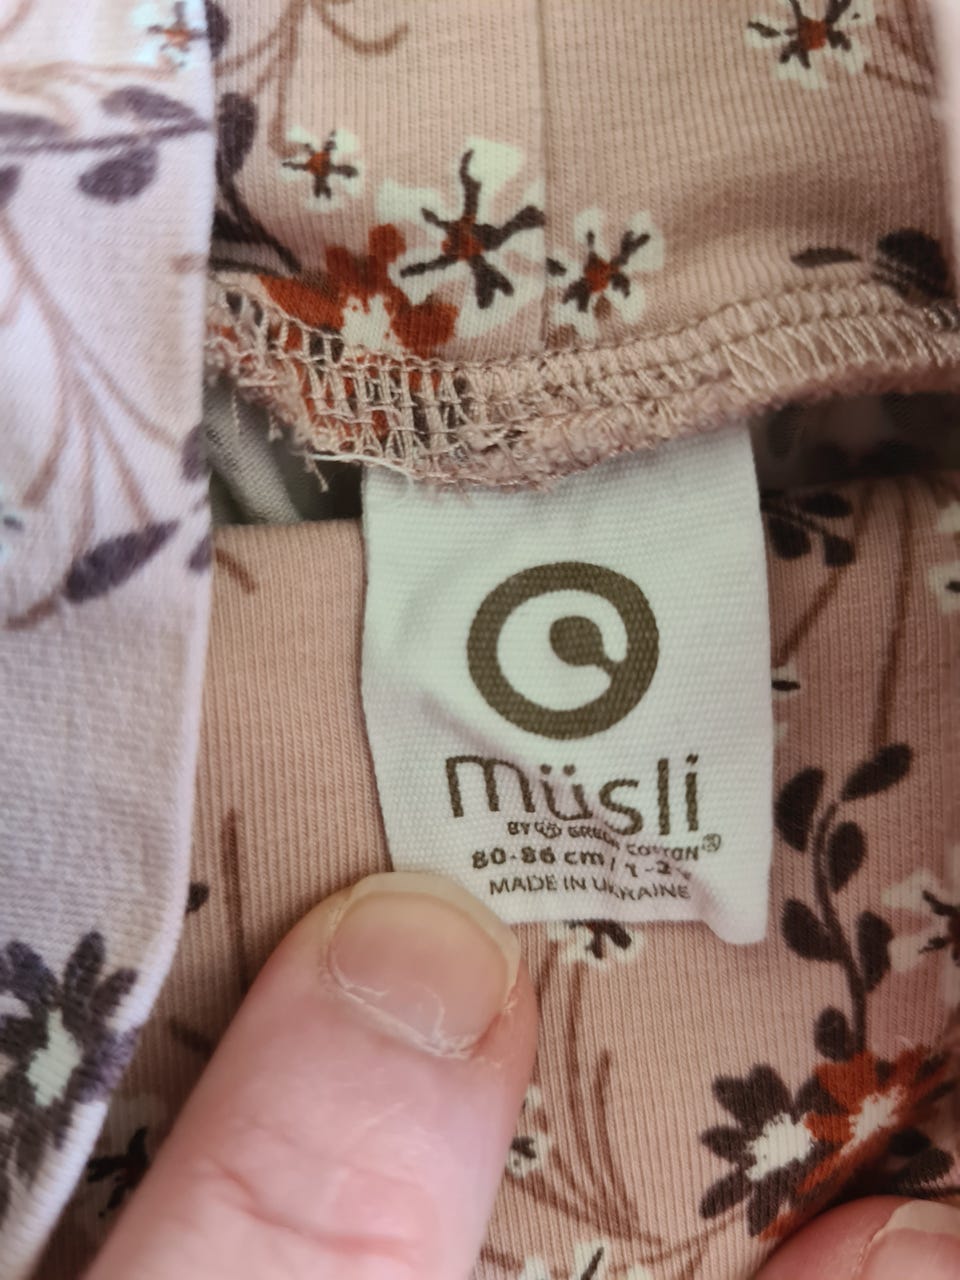 müsli
BY GREEN COTTON®
80-86 cm / 1-2
MADE IN UKRAINE